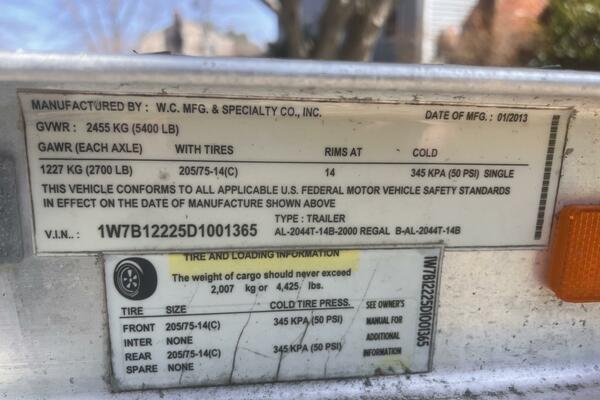 MANUFACTURED BY : W.C. MFG. & SPECIALTY CO., INC. DATE OF MFG. : 01/2013
GVWR : 2455 KG (5400 LB)
GAWR (EACH AXLE) WITH TIRES RIMS AT COLD
1227 KG (2700 LB) 205/75-14(C) 14 345 KPA (50 PSI) SINGLE
THIS VEHICLE CONFORMS TO ALL APPLICABLE U.S. FEDERAL MOTOR VEHICLE SAFETY STANDARDS
IN EFFECT ON THE DATE OF MANUFACTURE SHOWN ABOVE
TYPE : TRAILER
V.I.N.. : 1W7B12225D1001365 AL-2044T-14B-2000 REGAL B-AL-2044T-14B
TIRE AND LOADING INFORMATION
The weight of cargo should never exceed
2,007 kg or 4,425 lbs.
TIRE SIZE COLD TIRE PRESS. SEE OWNER'S
FRONT 205/75-14(C) 345 KPA (50 PSI) MANUAL FOR
INTER NONE ADDITIONAL
REAR 205/75-14(C) 345 KPA (50 PSI) INFORMATION
SPARE NONE
1W7B12225D1001365